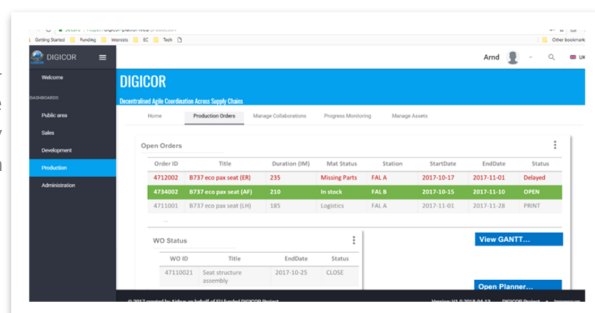 Getting Started Funding Interests EC Tech
Other bookmarks
DIGICOR
Arnd
UK
Welcome
DASHBOARDS
Public area
Sales
Development
Production
Administration
DIGICOR
Decentralised Agile Coordination Across Supply Chains
Home Production Orders Manage Collaborations Progress Monitoring Manage Assets
Open Orders
Order ID Title Duration (IM) Mat Status Station StartDate EndDate Status
4712002 B737 eco pax seat (ER) 235 Missing Parts FAL A 2017-10-17 2017-11-01 Delayed
4734002 B737 eco pax seat (AF) 210 In stock FAL B 2017-10-15 2017-11-10 OPEN
4711001 B737 eco pax seat (LH) 185 Logistics FAL A 2017-11-01 2017-11-28 PRINT
...
WO Status
View GANTT...
WO ID Title EndDate Status
47110021 Seat structure assembly 2017-10-25 CLOSE
Open Planner...